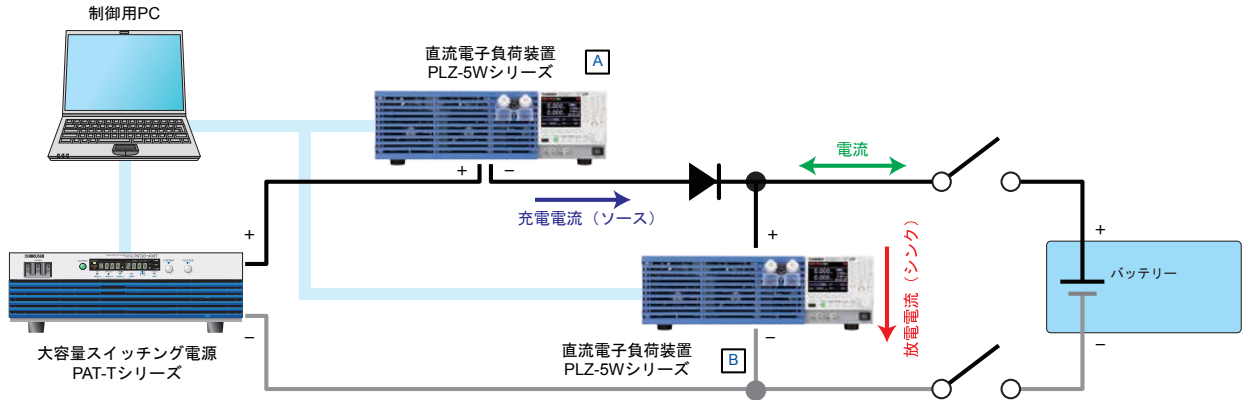 制御用PC
直流電子負荷装置
PLZ-5Wシリーズ
A
+
−
充電電流（ソース）
電流
+
−
大容量スイッチング電源
PAT-Tシリーズ
+
−
放電電流（シンク）
直流電子負荷装置
PLZ-5Wシリーズ
B
+
バッテリー
−